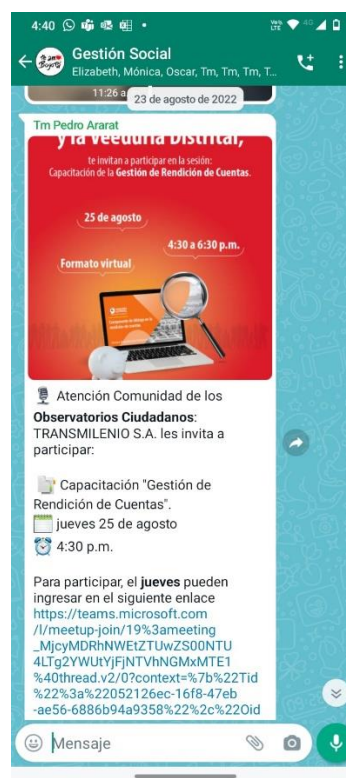 4:40
VoWi LTE
4G
Gestión Social
Elizabeth, Mónica, Oscar, Tm, Tm, Tm, T...
11:26 a
23 de agosto de 2022
Tm Pedro Ararat
y la Veeduría Distrital,
te invitan a participar en la sesión:
Capacitación de la Gestión de Rendición de Cuentas.
25 de agosto
4:30 a 6:30 p.m.
Formato virtual
Atención Comunidad de los
Observatorios Ciudadanos:
TRANSMILENIO S.A. les invita a
participar:
Capacitación "Gestión de
Rendición de Cuentas".
jueves 25 de agosto
4:30 p.m.
Para participar, el jueves pueden
ingresar en el siguiente enlace
https://teams.microsoft.com
/l/meetup-join/19%3ameeting
_MjcyMDRhNWEtZTUwZS00NTU
4LTg2YWUtYjFjNTVhNGMxMTE1
%40thread.v2/0?context=%7b%22Tid
%22%3a%22052126ec-16f8-47eb
-ae56-6886b94a9358%22%2c%22Oid
Mensaje